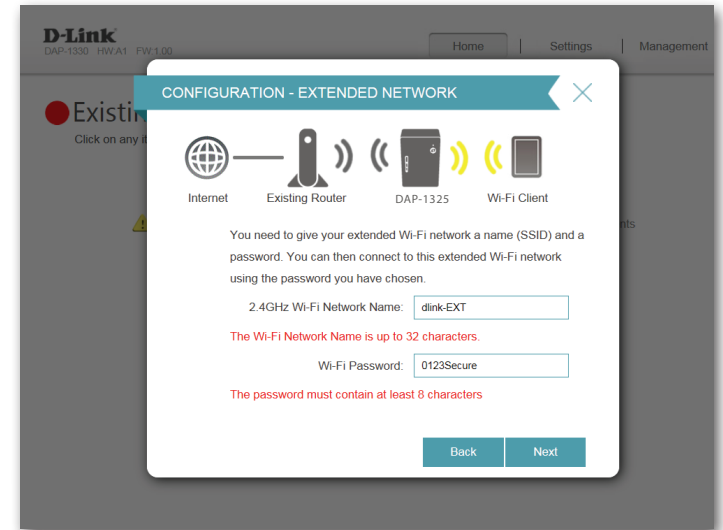 D-Link
DAP-1330 HW:A1 FW:1.00
Home | Settings | Management
CONFIGURATION - EXTENDED NETWORK
Click on any
Internet Existing Router DAP-1325 Wi-Fi Client
You need to give your extended Wi-Fi network a name (SSID) and a
password. You can then connect to this extended Wi-Fi network
using the password you have chosen.
2.4GHz Wi-Fi Network Name: dlink-EXT
The Wi-Fi Network Name is up to 32 characters.
Wi-Fi Password: 0123Secure
The password must contain at least 8 characters
Back Next